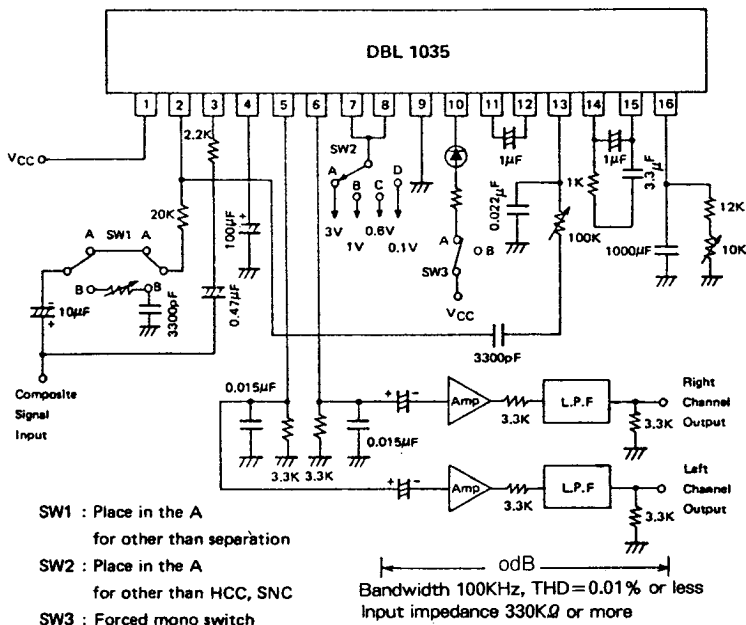 DBL 1035
1 2 3 4 5 6 7 8 9 10 11 12 13 14 15 16
2.2K
SW2
1μF
1μF
3.3μF
VCC
A
B
C
D
1K
12K
20K
100μF
0.022μF
100K
A
SW1
A
3V
1V
0.6V
0.1V
A
B
1000μF
10K
SW3
B
B
10μF
3300pF
0.47μF
VCC
3300pF
Composite
Signal
Input
0.015μF
+
-
Amp
3.3K
L.P.F
Right
Channel
Output
3.3K
0.015μF
3.3K
3.3K
+
-
Amp
3.3K
L.P.F
Left
Channel
Output
3.3K
SW1 : Place in the A
for other than separation
SW2 : Place in the A
for other than HCC, SNC
SW3 : Forced mono switch
odB
Bandwidth 100KHz, THD=0.01% or less
Input impedance 330KΩ or more